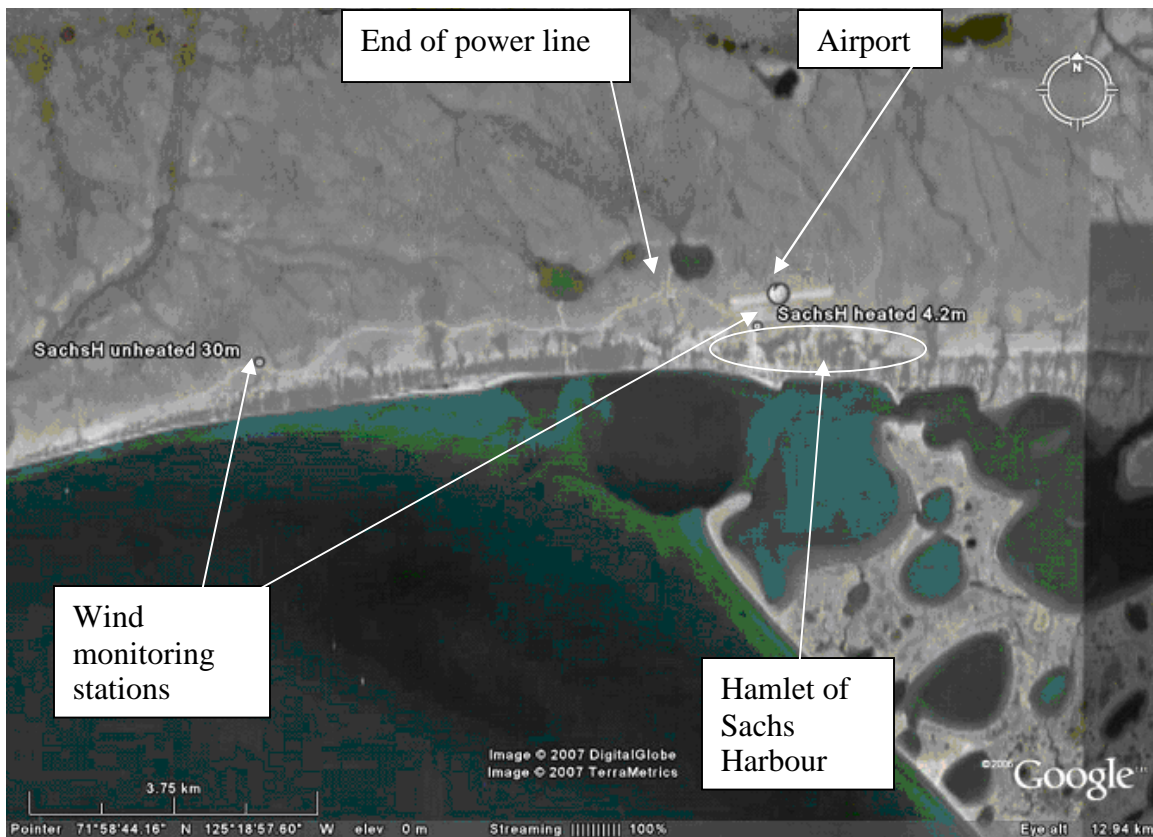 End of power line
Airport
N
SachsH heated 4.2m
SachsH unheated 30m
Wind
monitoring
stations
Hamlet of
Sachs
Harbour
Image © 2007 DigitalGlobe
Image © 2007 TerraMetrics
©2006 Google™
3.75 km
Pointer 71°58'44.16" N 125°18'57.60" W elev 0 m Streaming |||||||||| 100% Eye alt 12.94 km